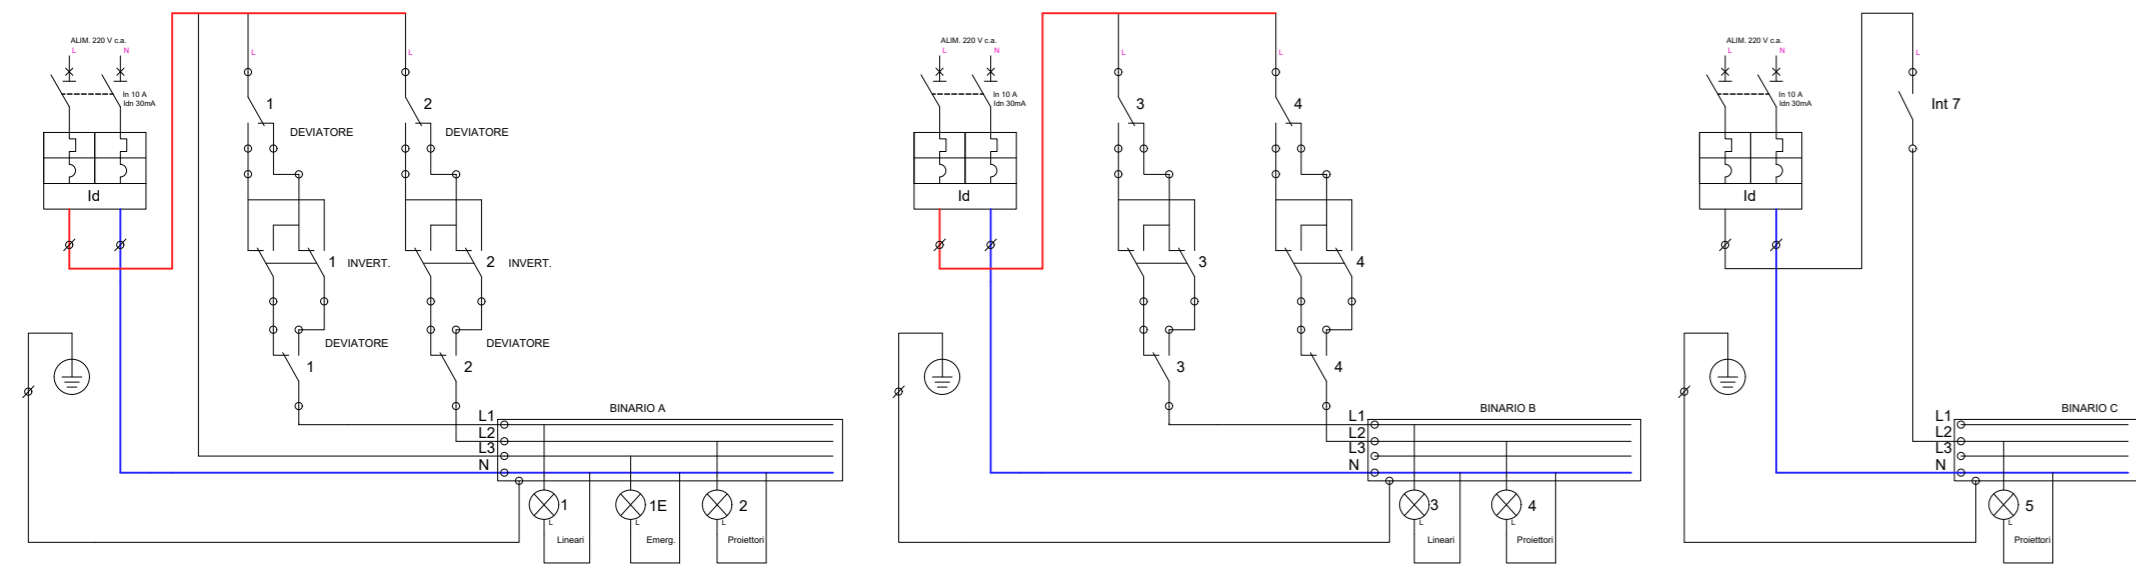 ALIM. 220 V c.a.
L N
In 10 A
Idn 30mA
Id
L
L
1
DEVIATORE
2
DEVIATORE
1
INVERT.
2
INVERT.
DEVIATORE
1
DEVIATORE
2
BINARIO A
L1
L2
L3
N
1
L
Lineari
1E
L
Emerg.
2
L
Proiettori
ALIM. 220 V c.a.
L N
In 10 A
Idn 30mA
Id
L
L
3
4
3
4
3
4
BINARIO B
L1
L2
L3
N
3
L
Lineari
4
L
Proiettori
ALIM. 220 V c.a.
L N
In 10 A
Idn 30mA
Id
L
Int 7
BINARIO C
L1
L2
L3
N
5
L
Proiettori